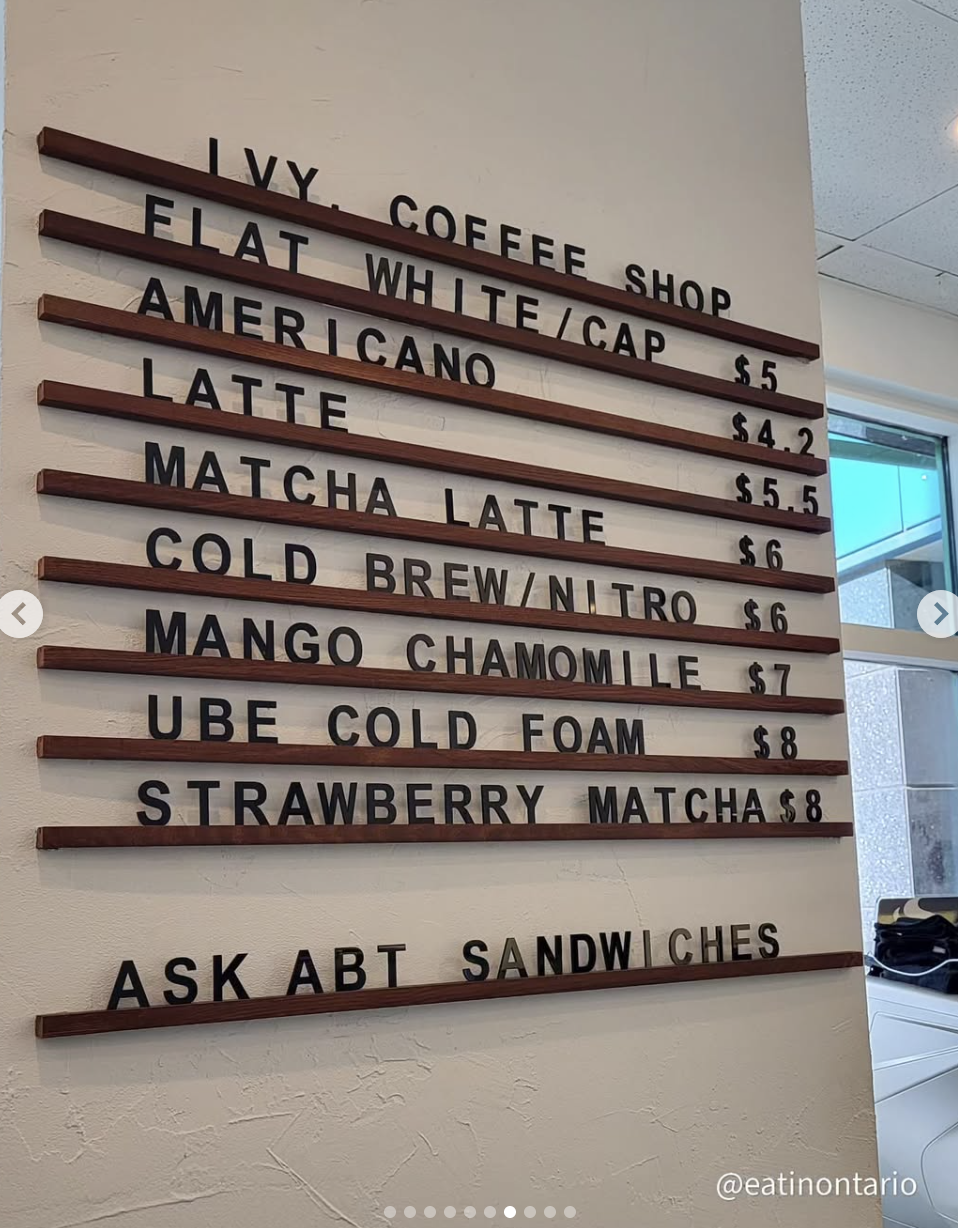 IVY. COFFEE SHOP
FLAT WHITE/CAP $5
AMERICANO $4.2
LATTE $5.5
MATCHA LATTE $6
COLD BREW/NITRO $6
MANGO CHAMOMILE $7
UBE COLD FOAM $8
STRAWBERRY MATCHA $8
ASK ABT SANDWICHES
@eatinontario